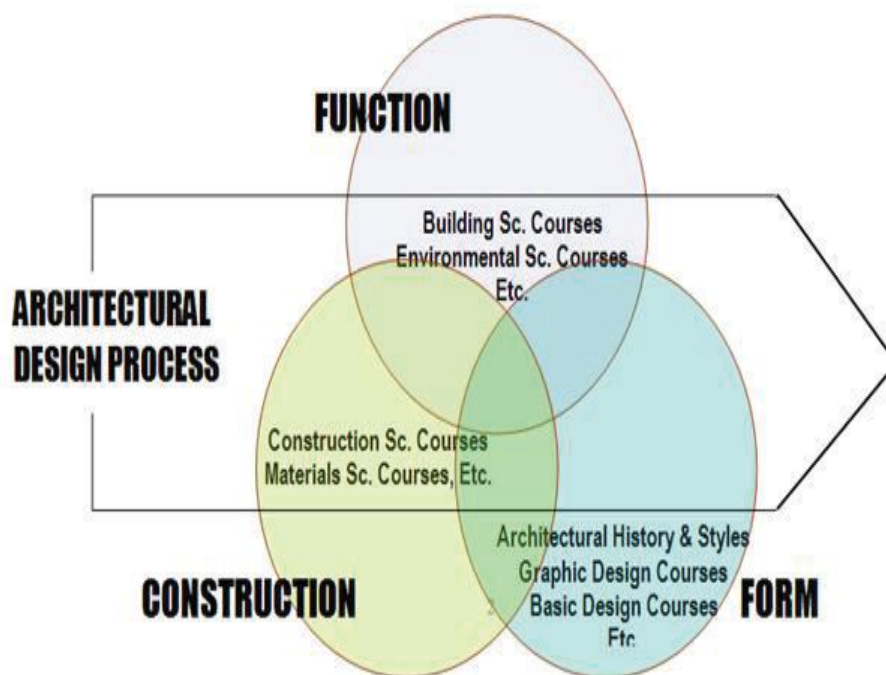 FUNCTION
Building Sc. Courses
Environmental Sc. Courses
Etc.
ARCHITECTURAL
DESIGN PROCESS
Construction Sc. Courses
Materials Sc. Courses, Etc.
Architectural History & Styles
Graphic Design Courses
Basic Design Courses
Etc
CONSTRUCTION
FORM